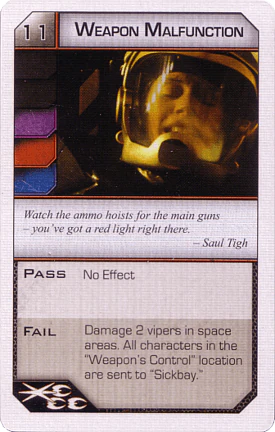 11 WEAPON MALFUNCTION
Watch the ammo hoists for the main guns
– you've got a red light right there.
– Saul Tigh
PASS No Effect
FAIL Damage 2 vipers in space
areas. All characters in the
"Weapon's Control" location
are sent to "Sickbay."